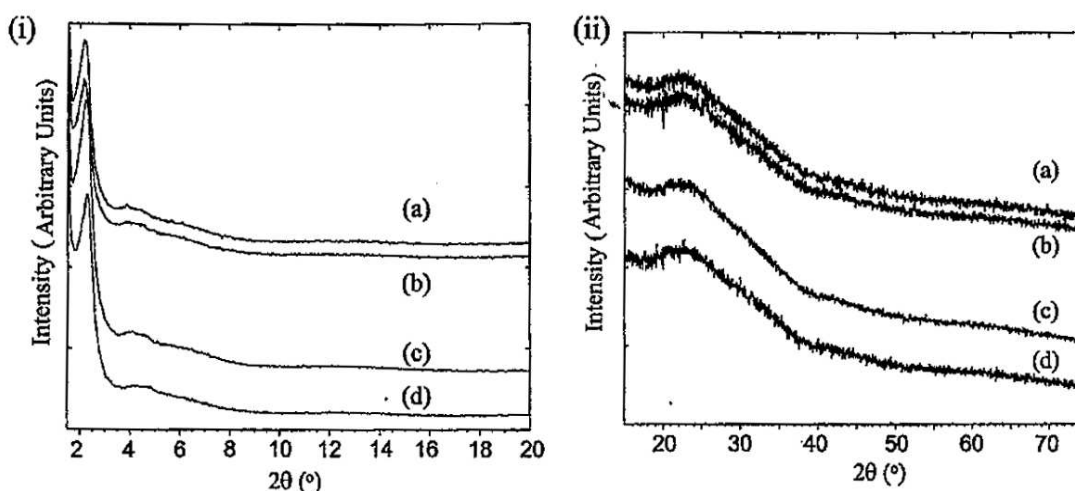 (i)
Intensity ( Arbitrary Units)
(a)
(b)
(c)
(d)
2 4 6 8 10 12 14 16 18 20
2θ (º)
(ii)
Intensity ( Arbitrary Units)
(a)
(b)
(c)
(d)
20 30 40 50 60 70
2θ (º)